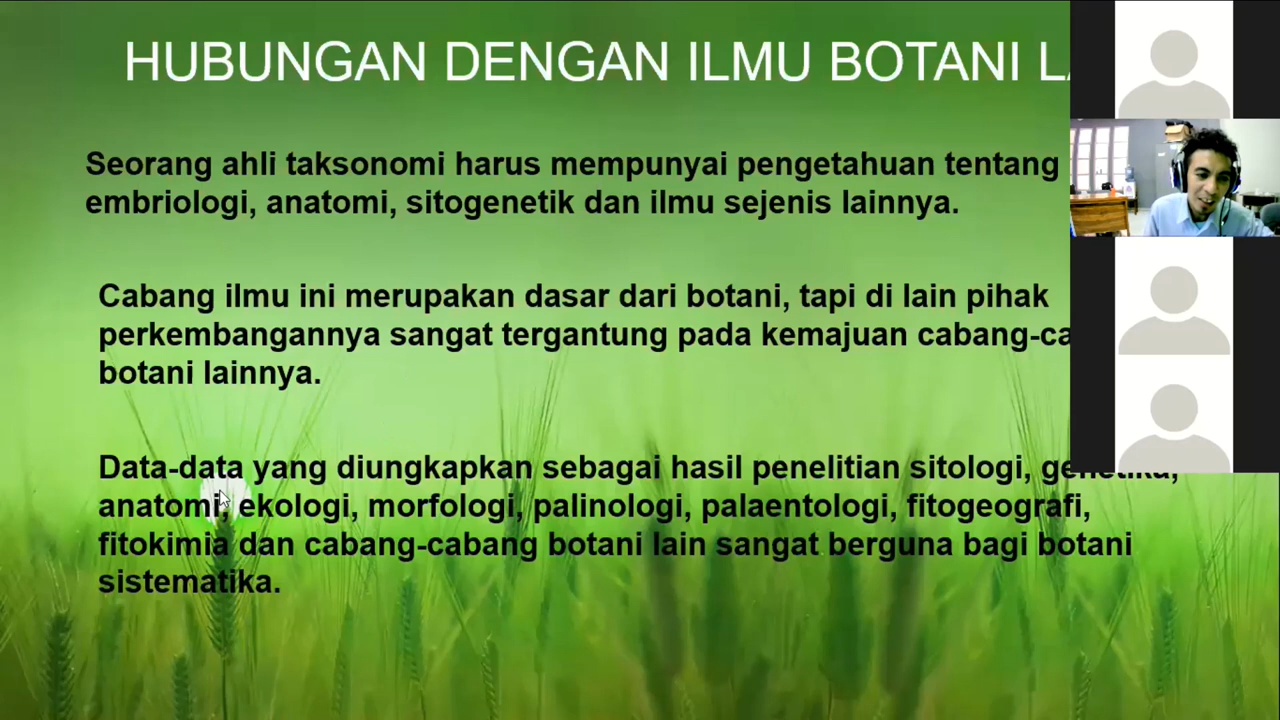 HUBUNGAN DENGAN ILMU BOTANI
Seorang ahli taksonomi harus mempunyai pengetahuan tentang
embriologi, anatomi, sitogenetik dan ilmu sejenis lainnya.
Cabang ilmu ini merupakan dasar dari botani, tapi di lain pihak
perkembangannya sangat tergantung pada kemajuan
botani lainnya.
Data-data yang diungkapkan sebagai hasil penelitian sitologi, genetika,
anatomi, ekologi, morfologi, palinologi, palaentologi, fitogeografi,
fitokimia dan cabang-cabang botani lain sangat berguna bagi botani
sistematika.